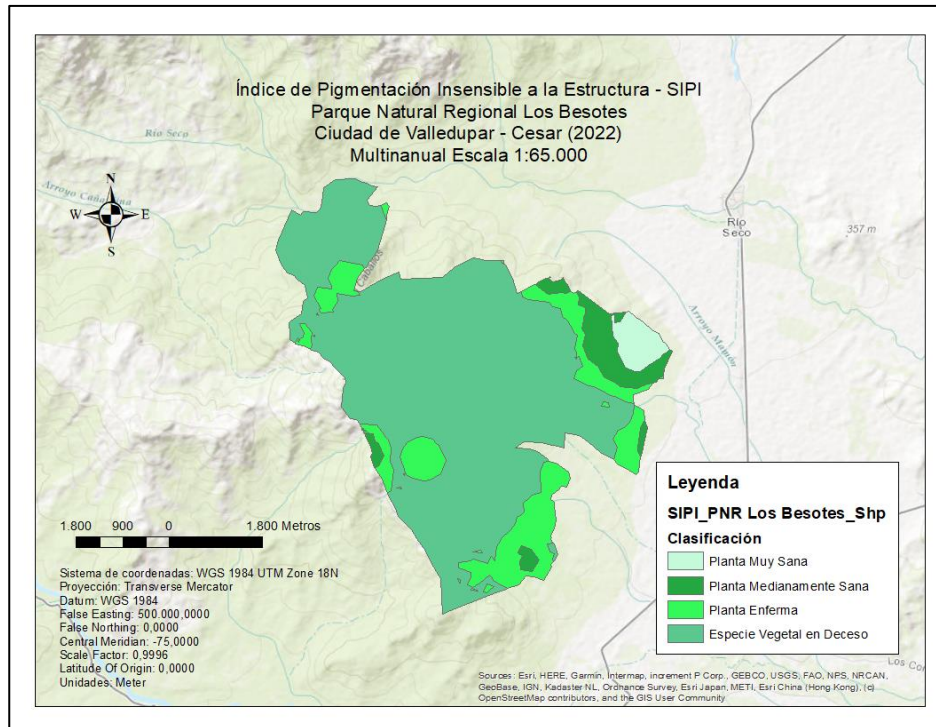 Índice de Pigmentación Insensible a la Estructura - SIPI
Parque Natural Regional Los Besotes
Ciudad de Valledupar - Cesar (2022)
Multinanual Escala 1:65.000
Río Seco
N
W
E
S
Río
Seco
357 m
Caballos
Arroyo Mamón
1.800
900
0
1.800 Metros
Sistema de coordenadas: WGS 1984 UTM Zone 18N
Proyección: Transverse Mercator
Datum: WGS 1984
False Easting: 500.000,0000
False Northing: 0,0000
Central Meridian: -75,0000
Scale Factor: 0,9996
Latitude Of Origin: 0,0000
Unidades: Meter
Leyenda
SIPI_PNR Los Besotes_Shp
Clasificación
Planta Muy Sana
Planta Medianamente Sana
Planta Enferma
Especie Vegetal en Deceso
Sources: Esri, HERE, Garmin, Intermap, increment P Corp., GEBCO, USGS, FAO, NPS, NRCAN,
GeoBase, IGN, Kadaster NL, Ordnance Survey, Esri Japan, METI, Esri China (Hong Kong), (c)
OpenStreetMap contributors, and the GIS User Community